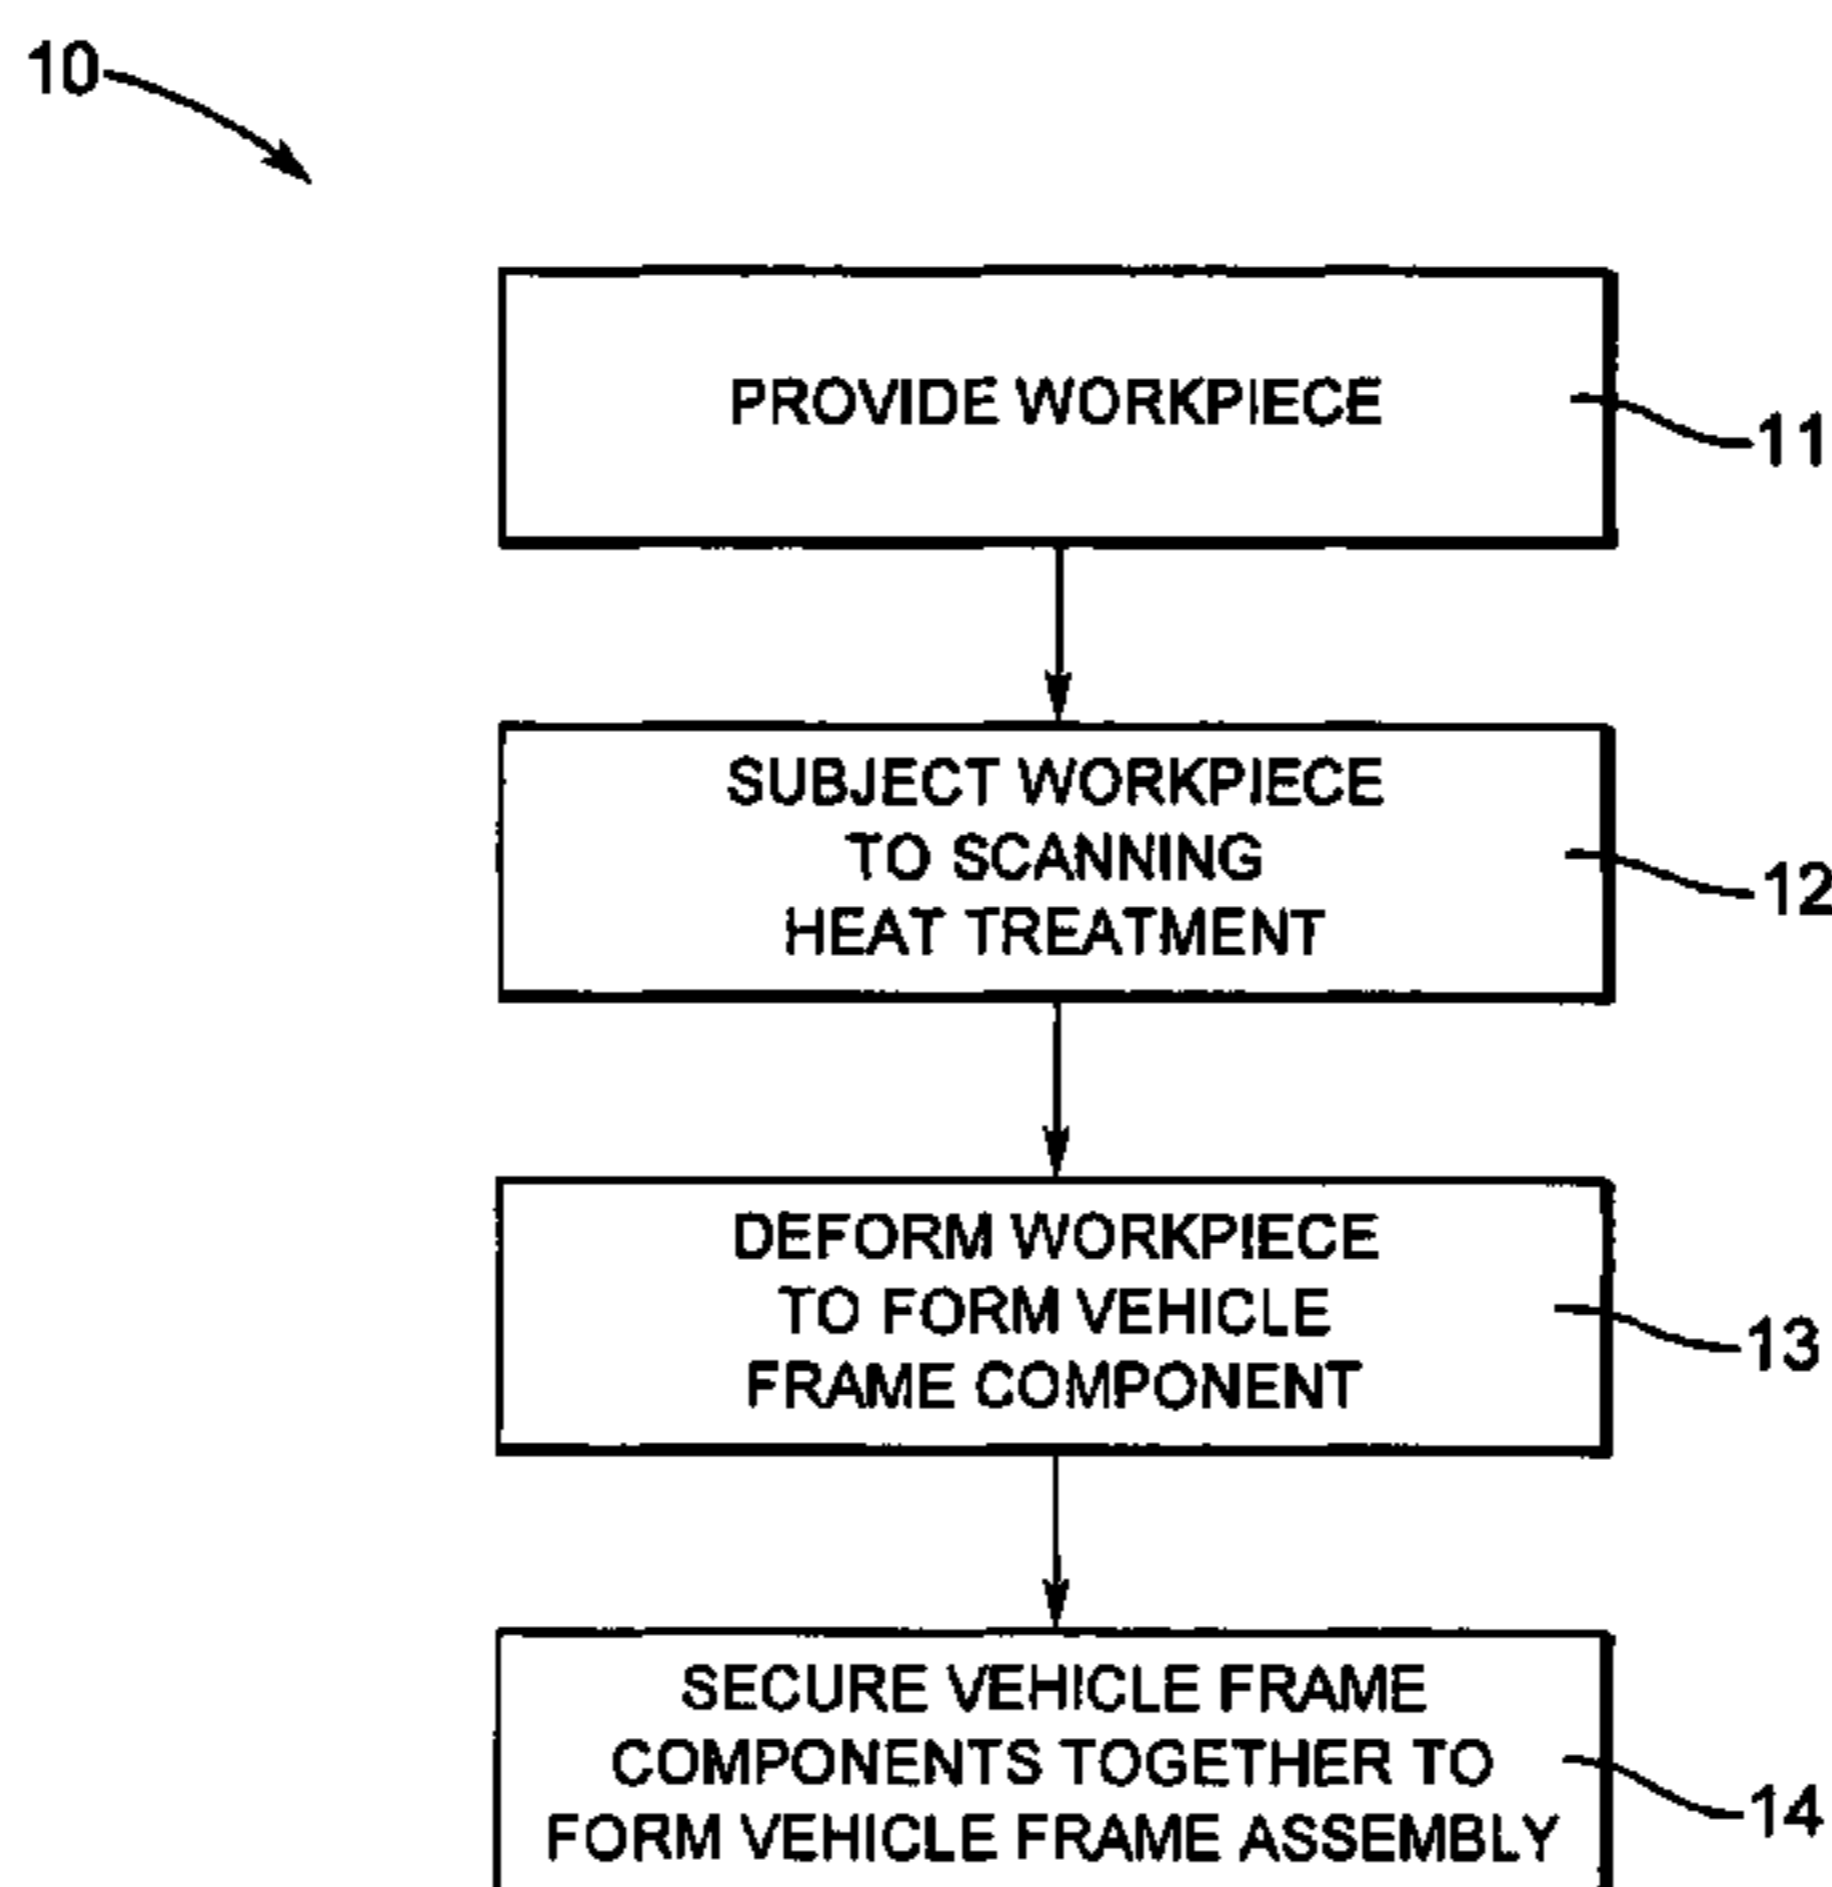 10
PROVIDE WORKPIECE
11
SUBJECT WORKPIECE
TO SCANNING
HEAT TREATMENT
12
DEFORM WORKPIECE
TO FORM VEHICLE
FRAME COMPONENT
13
SECURE VEHICLE FRAME
COMPONENTS TOGETHER TO
FORM VEHICLE FRAME ASSEMBLY
14